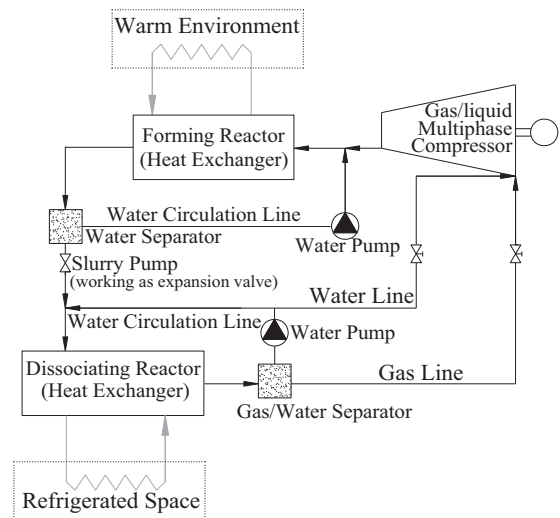 Warm Environment
Gas/liquid
Multiphase
Compressor
Forming Reactor
(Heat Exchanger)
Water Circulation Line
Water Separator
Water Pump
Slurry Pump
(working as expansion valve)
Water Line
Water Circulation Line
Water Pump
Dissociating Reactor
(Heat Exchanger)
Gas Line
Gas/Water Separator
Refrigerated Space